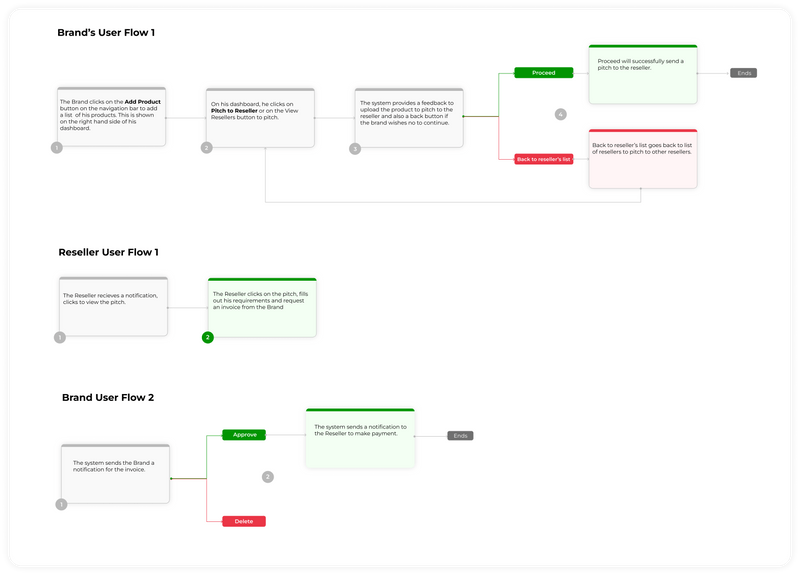 Brand's User Flow 1
The Brand clicks on the Add Product
button on the navigation bar to add
a list of his products. This is shown
on the right hand side of his
dashboard.
1
On his dashboard, he clicks on
Pitch to Reseller or on the View
Resellers button to pitch.
2
The system provides a feedback to
upload the product to pitch to the
reseller and also a back button if
the brand wishes no to continue.
3
Proceed
4
Back to reseller's list
Proceed will successfully send a
pitch to the reseller.
Ends
Back to reseller's list goes back to list
of resellers to pitch to other resellers.
Reseller User Flow 1
The Reseller recieves a notification,
clicks to view the pitch.
1
The Reseller clicks on the pitch, fills
out his requirements and request
an invoice from the Brand
2
Brand User Flow 2
The system sends the Brand a
notification for the invoice.
1
Approve
2
Delete
The system sends a notification to
the Reseller to make payment.
Ends